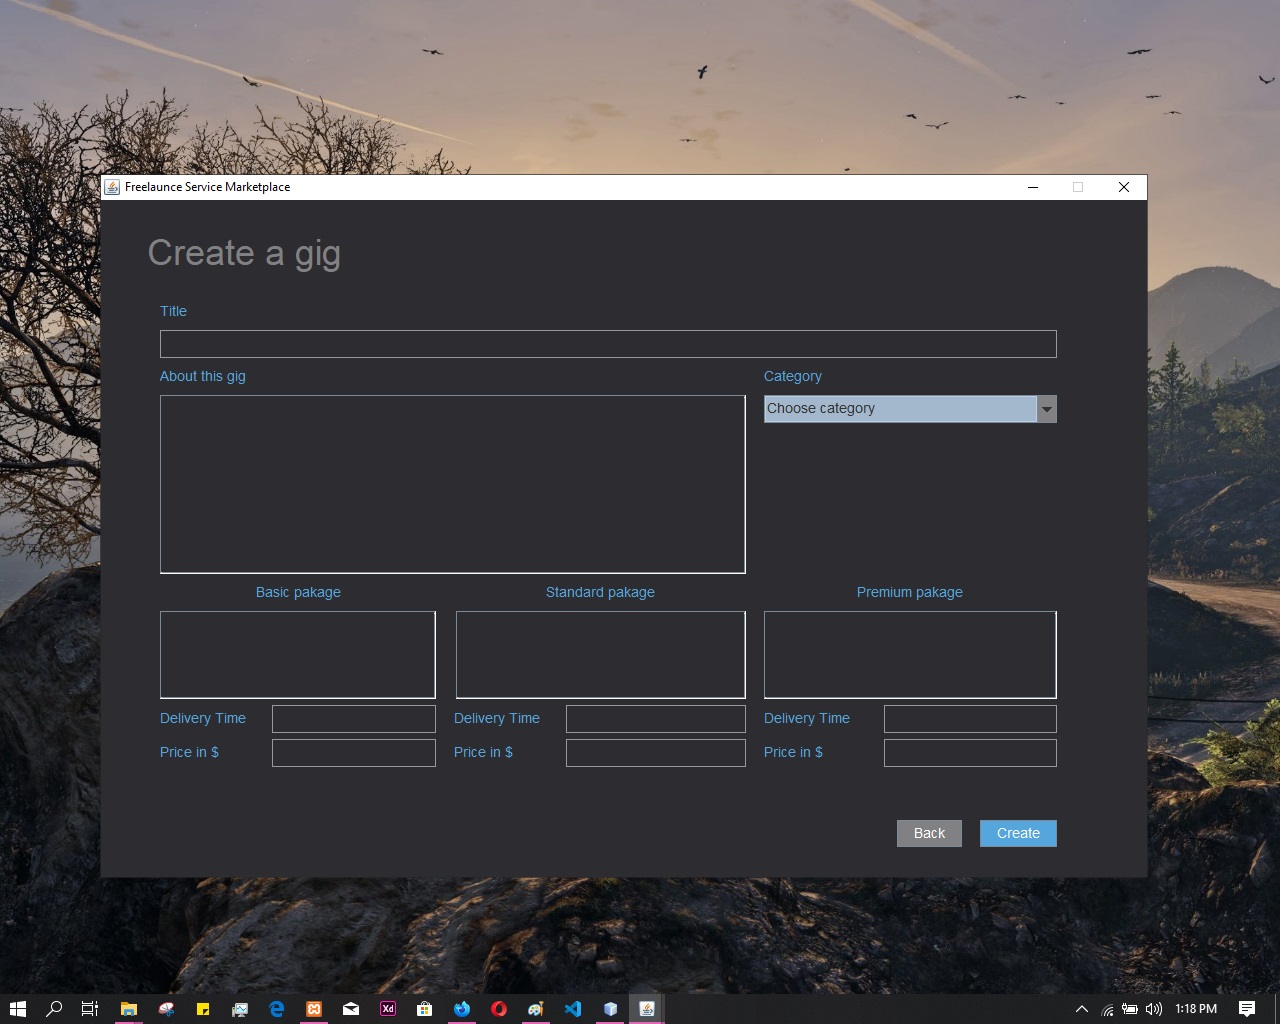 Freelaunce Service Marketplace
Create a gig
Title
About this gig
Category
Choose category
Basic pakage
Standard pakage
Premium pakage
Delivery Time
Delivery Time
Delivery Time
Price in $
Price in $
Price in $
Back
Create
Xd
1:18 PM